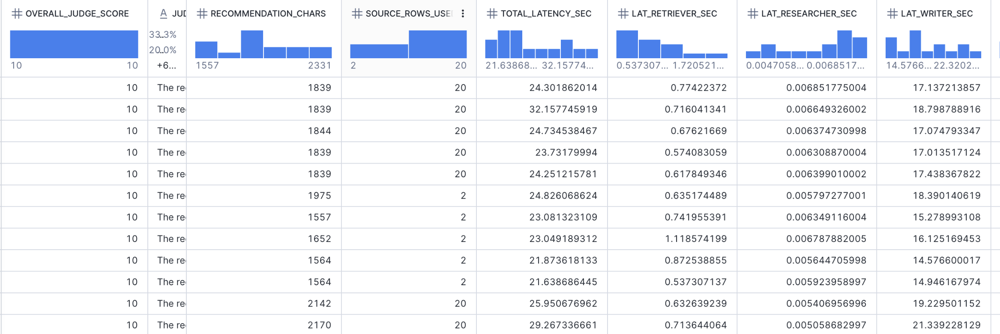 OVERALL_JUDGE_SCORE JUD RECOMMENDATION_CHARS SOURCE_ROWS_USE TOTAL_LATENCY_SEC LAT_RETRIEVER_SEC LAT_RESEARCHER_SEC LAT_WRITER_SEC
33.3%
20.0%
10 10 +6... 1557 2331 2 20 21.63868... 32.15774... 0.537307... 1.720521... 0.0047058... 0.0068517... 14.5766... 22.3202...
10 The re 1839 20 24.301862014 0.77422372 0.006851775004 17.137213857
10 The re 1839 20 32.157745919 0.716041341 0.006649326002 18.798788916
10 The re 1844 20 24.734538467 0.67621669 0.006374730998 17.074793347
10 The re 1839 20 23.73179994 0.574083059 0.006308870004 17.013517124
10 The re 1839 20 24.251215781 0.617849346 0.006399010002 17.438367822
10 The re 1975 2 24.826068624 0.635174489 0.005797277001 18.390140619
10 The re 1557 2 23.081323109 0.741955391 0.006349116004 15.278993108
10 The re 1652 2 23.049189312 1.118574199 0.006787882005 16.125169453
10 The re 1564 2 21.873618133 0.872538855 0.005644705998 14.576600017
10 The re 1564 2 21.638686445 0.537307137 0.005923958997 14.946167974
10 The re 2142 20 25.950676962 0.632639239 0.005406956996 19.229501152
10 The re 2170 20 29.267336661 0.713644064 0.005058682997 21.339228129